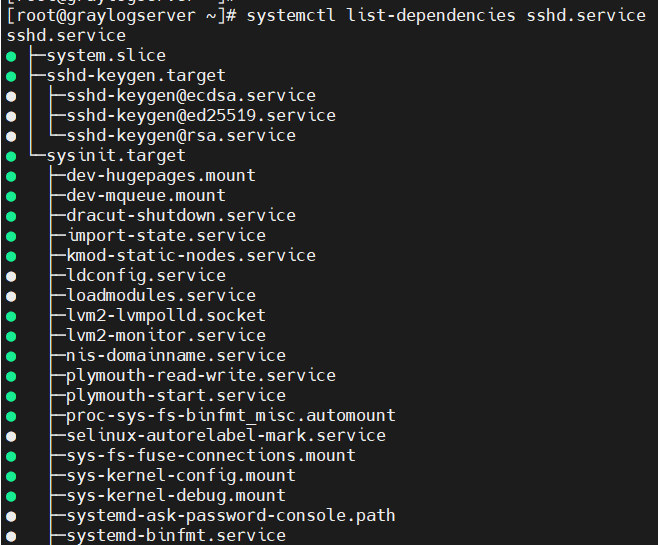 [root@graylogserver ~]# systemctl list-dependencies sshd.service
sshd.service
● ├─system.slice
● ├─sshd-keygen.target
● │ ├─sshd-keygen@ecdsa.service
● │ ├─sshd-keygen@ed25519.service
● │ └─sshd-keygen@rsa.service
● └─sysinit.target
●   ├─dev-hugepages.mount
●   ├─dev-mqueue.mount
●   ├─dracut-shutdown.service
●   ├─import-state.service
●   ├─kmod-static-nodes.service
●   ├─ldconfig.service
●   ├─loadmodules.service
●   ├─lvm2-lvmpolld.socket
●   ├─lvm2-monitor.service
●   ├─nis-domainname.service
●   ├─plymouth-read-write.service
●   ├─plymouth-start.service
●   ├─proc-sys-fs-binfmt_misc.automount
●   ├─selinux-autorelabel-mark.service
●   ├─sys-fs-fuse-connections.mount
●   ├─sys-kernel-config.mount
●   ├─sys-kernel-debug.mount
●   ├─systemd-ask-password-console.path
●   ├─systemd-binfmt.service